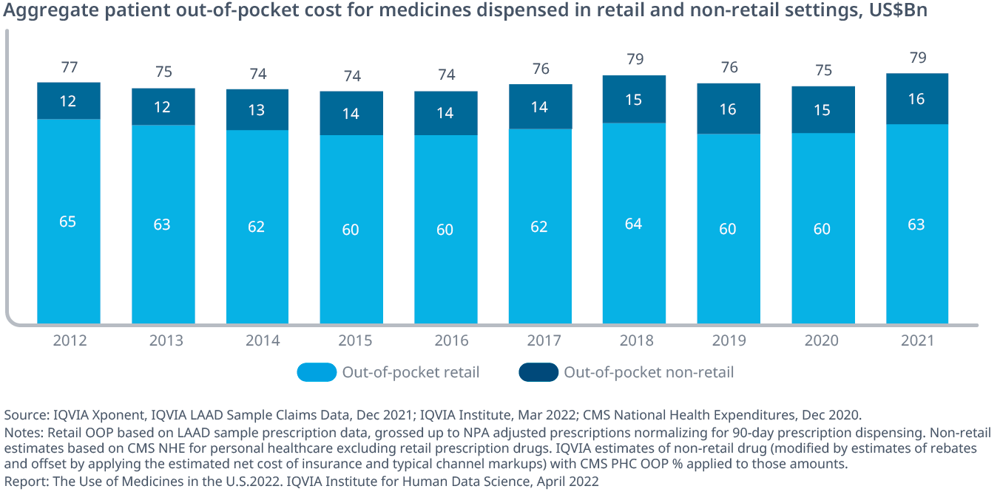 Aggregate patient out-of-pocket cost for medicines dispensed in retail and non-retail settings, US$Bn
77 75 74 74 74 76 79 76 75 79
12 12 13 14 14 14 15 16 15 16
65 63 62 60 60 62 64 60 60 63
2012 2013 2014 2015 2016 2017 2018 2019 2020 2021
Out-of-pocket retail Out-of-pocket non-retail
Source: IQVIA Xponent, IQVIA LAAD Sample Claims Data, Dec 2021; IQVIA Institute, Mar 2022; CMS National Health Expenditures, Dec 2020.
Notes: Retail OOP based on LAAD sample prescription data, grossed up to NPA adjusted prescriptions normalizing for 90-day prescription dispensing. Non-retail
estimates based on CMS NHE for personal healthcare excluding retail prescription drugs. IQVIA estimates of non-retail drug (modified by estimates of rebates
and offset by applying the estimated net cost of insurance and typical channel markups) with CMS PHC OOP % applied to those amounts.
Report: The Use of Medicines in the U.S.2022. IQVIA Institute for Human Data Science, April 2022